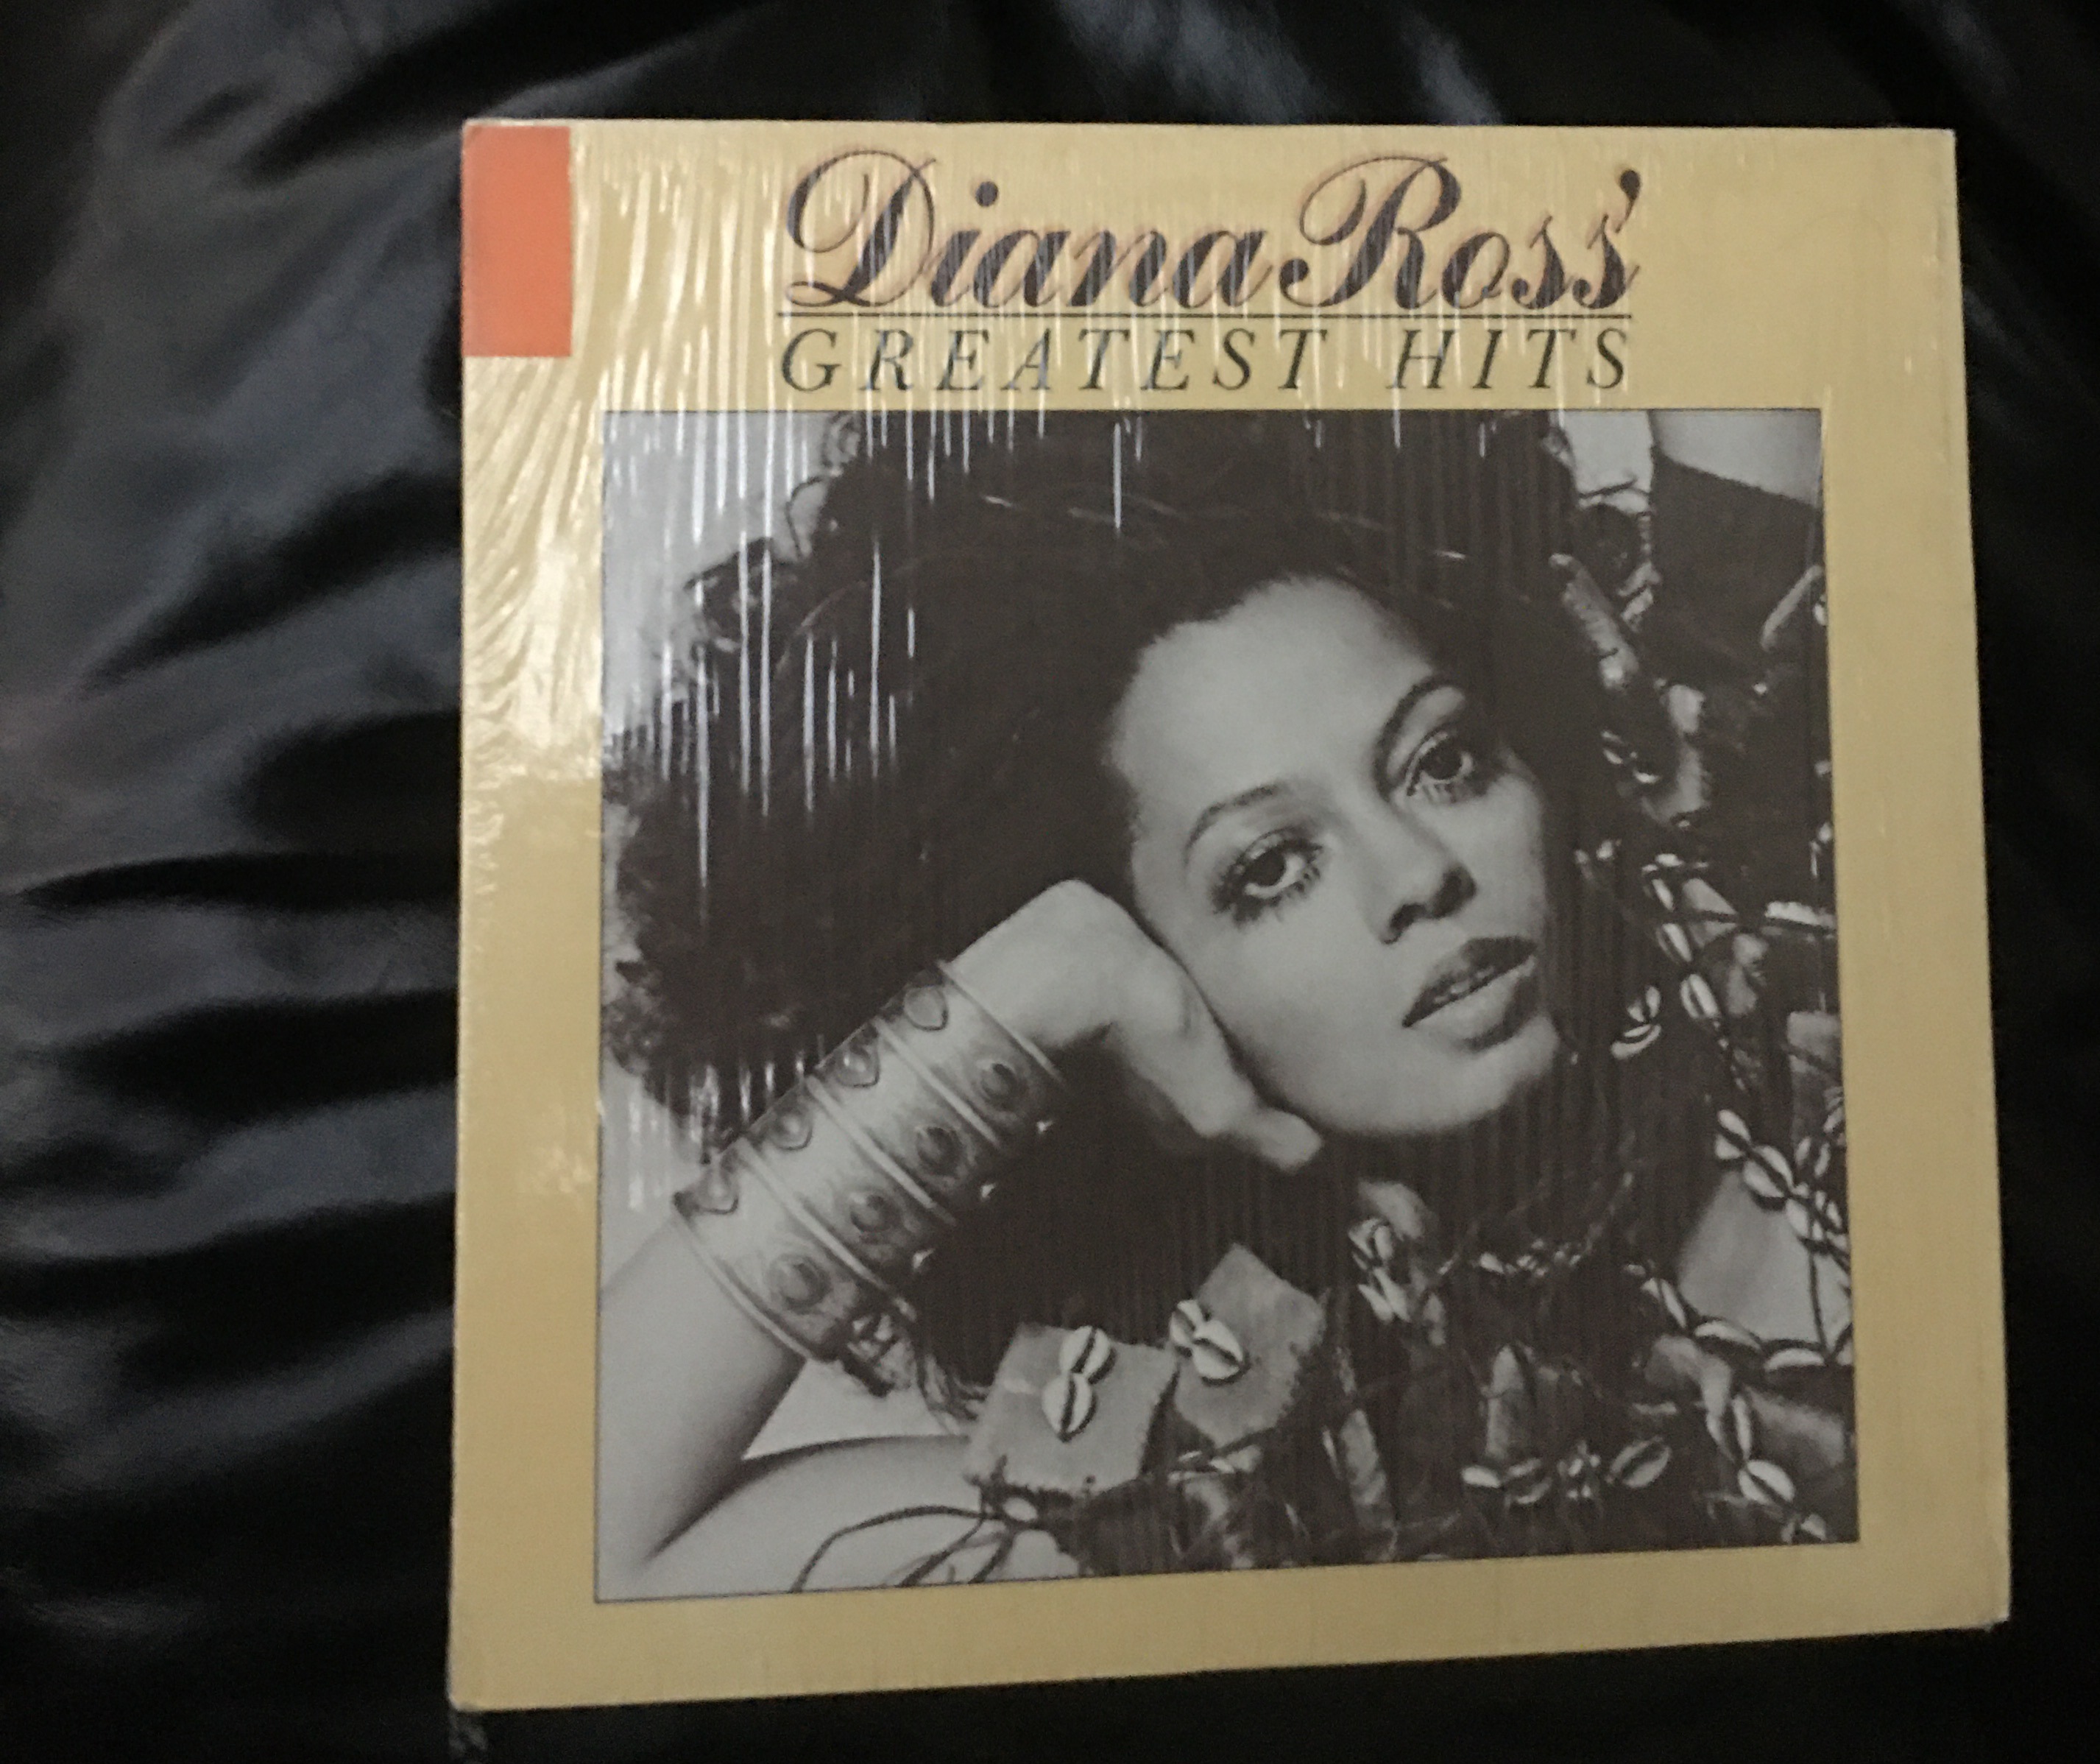 Diana Ross'
GREATEST HITS